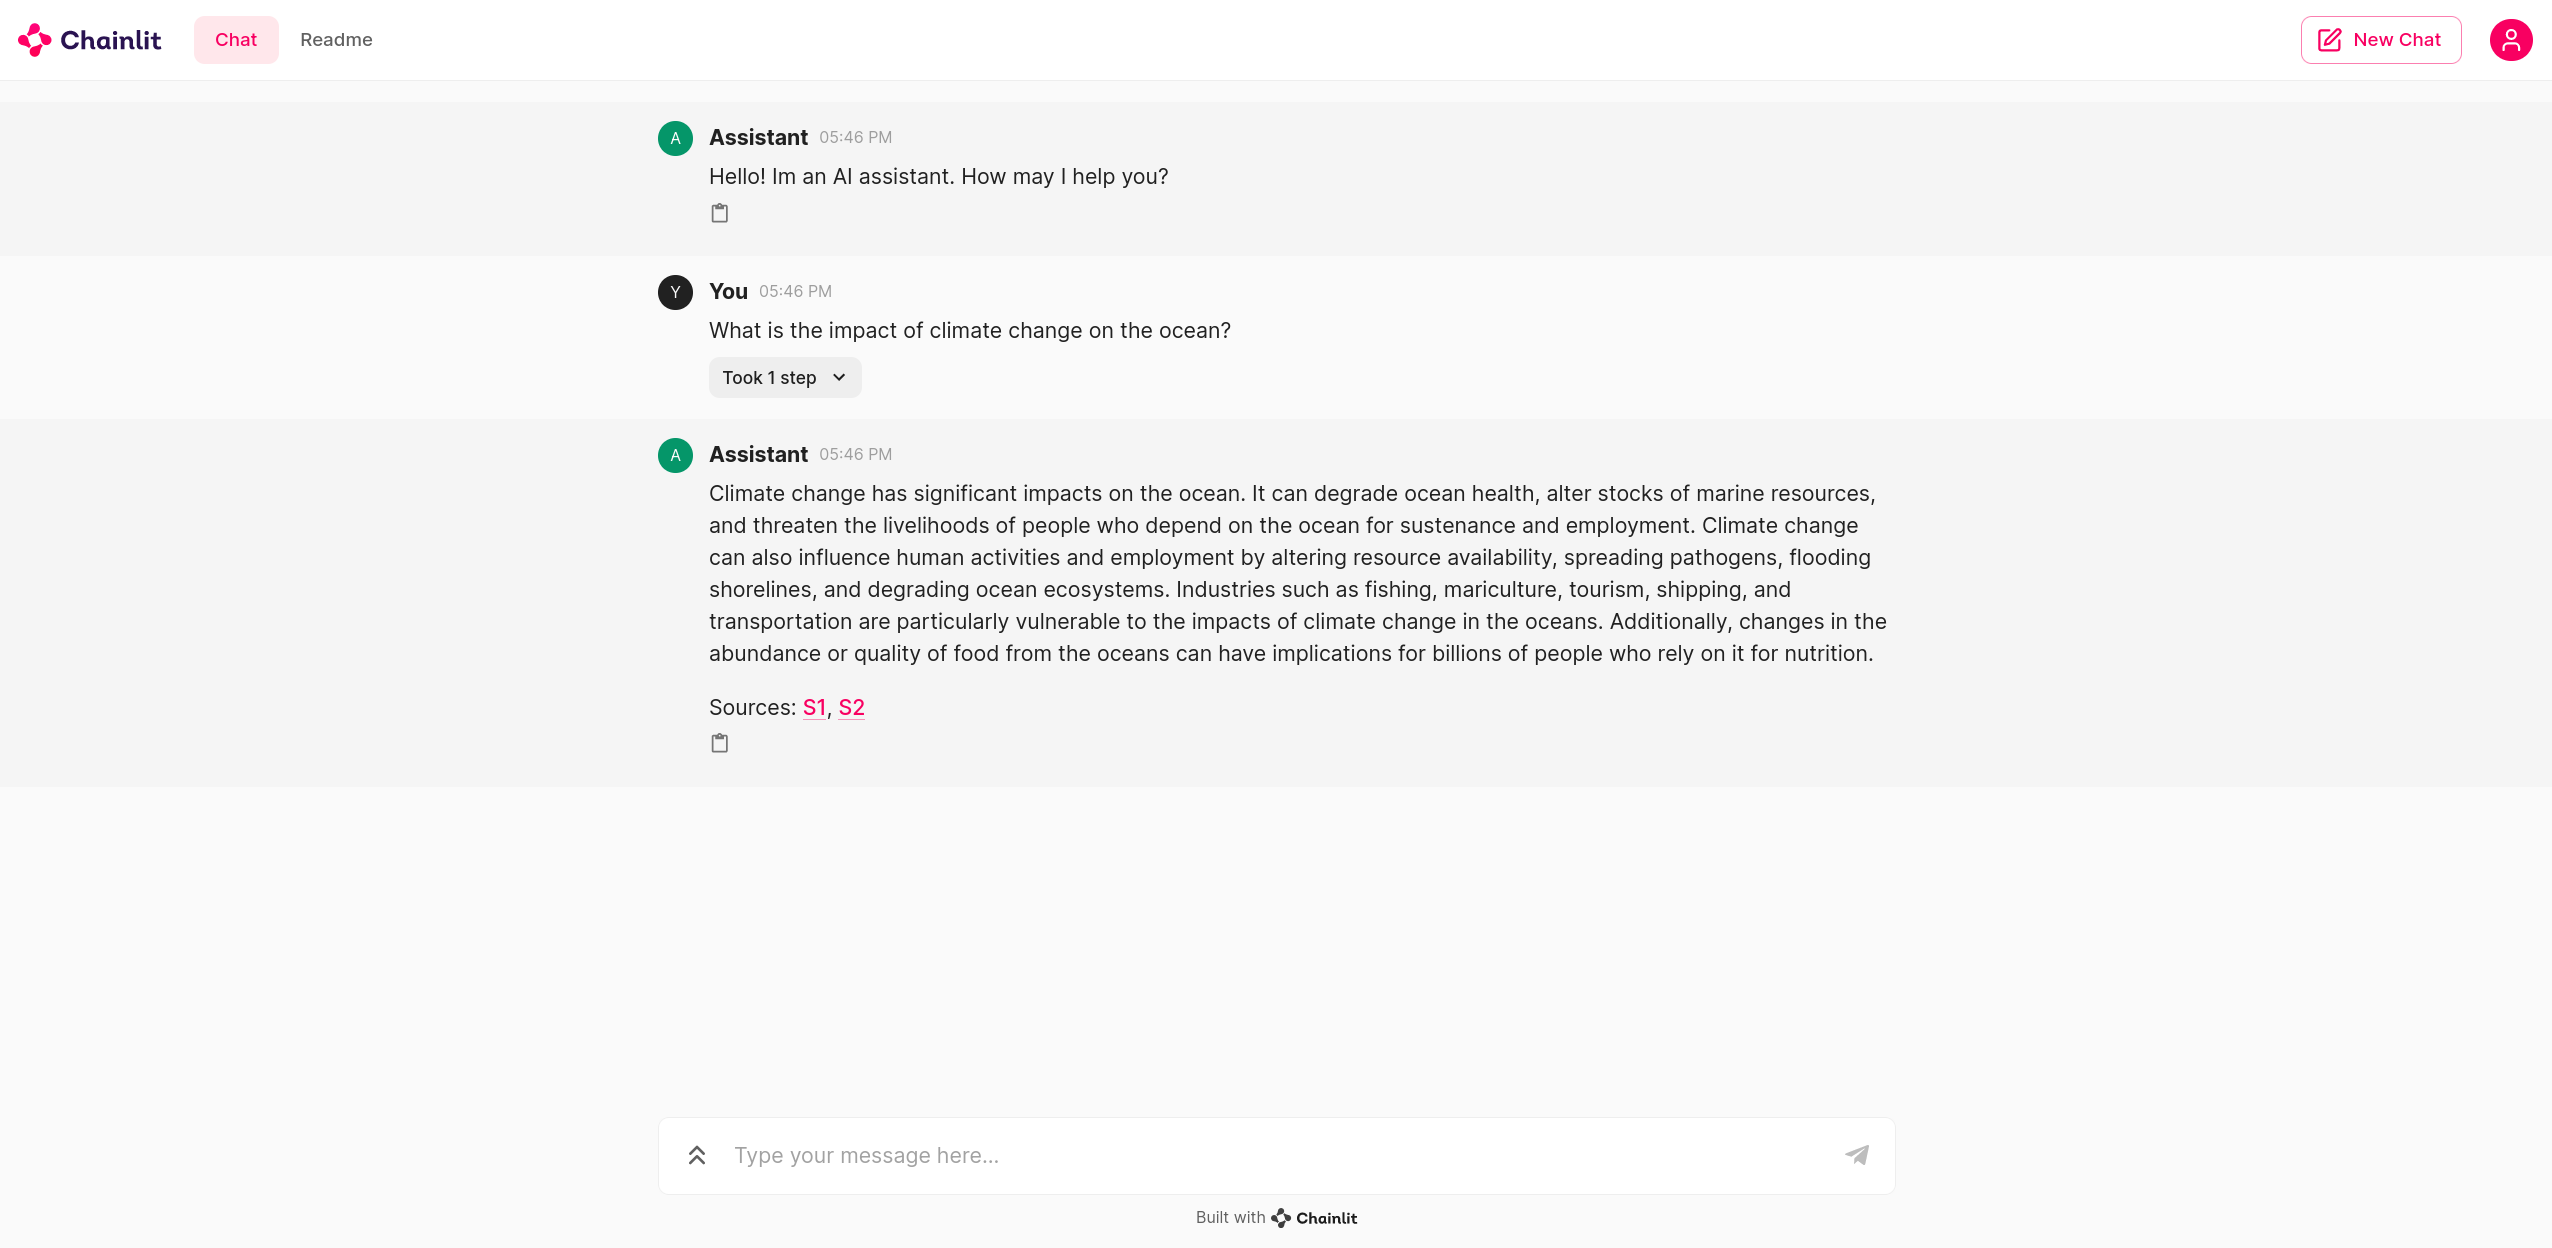 Chainlit
Chat
Readme
New Chat
A
Assistant 05:46 PM
Hello! Im an AI assistant. How may I help you?
Y
You 05:46 PM
What is the impact of climate change on the ocean?
Took 1 step
A
Assistant 05:46 PM
Climate change has significant impacts on the ocean. It can degrade ocean health, alter stocks of marine resources,
and threaten the livelihoods of people who depend on the ocean for sustenance and employment. Climate change
can also influence human activities and employment by altering resource availability, spreading pathogens, flooding
shorelines, and degrading ocean ecosystems. Industries such as fishing, mariculture, tourism, shipping, and
transportation are particularly vulnerable to the impacts of climate change in the oceans. Additionally, changes in the
abundance or quality of food from the oceans can have implications for billions of people who rely on it for nutrition.
Sources: S1, S2
Type your message here...
Built with Chainlit